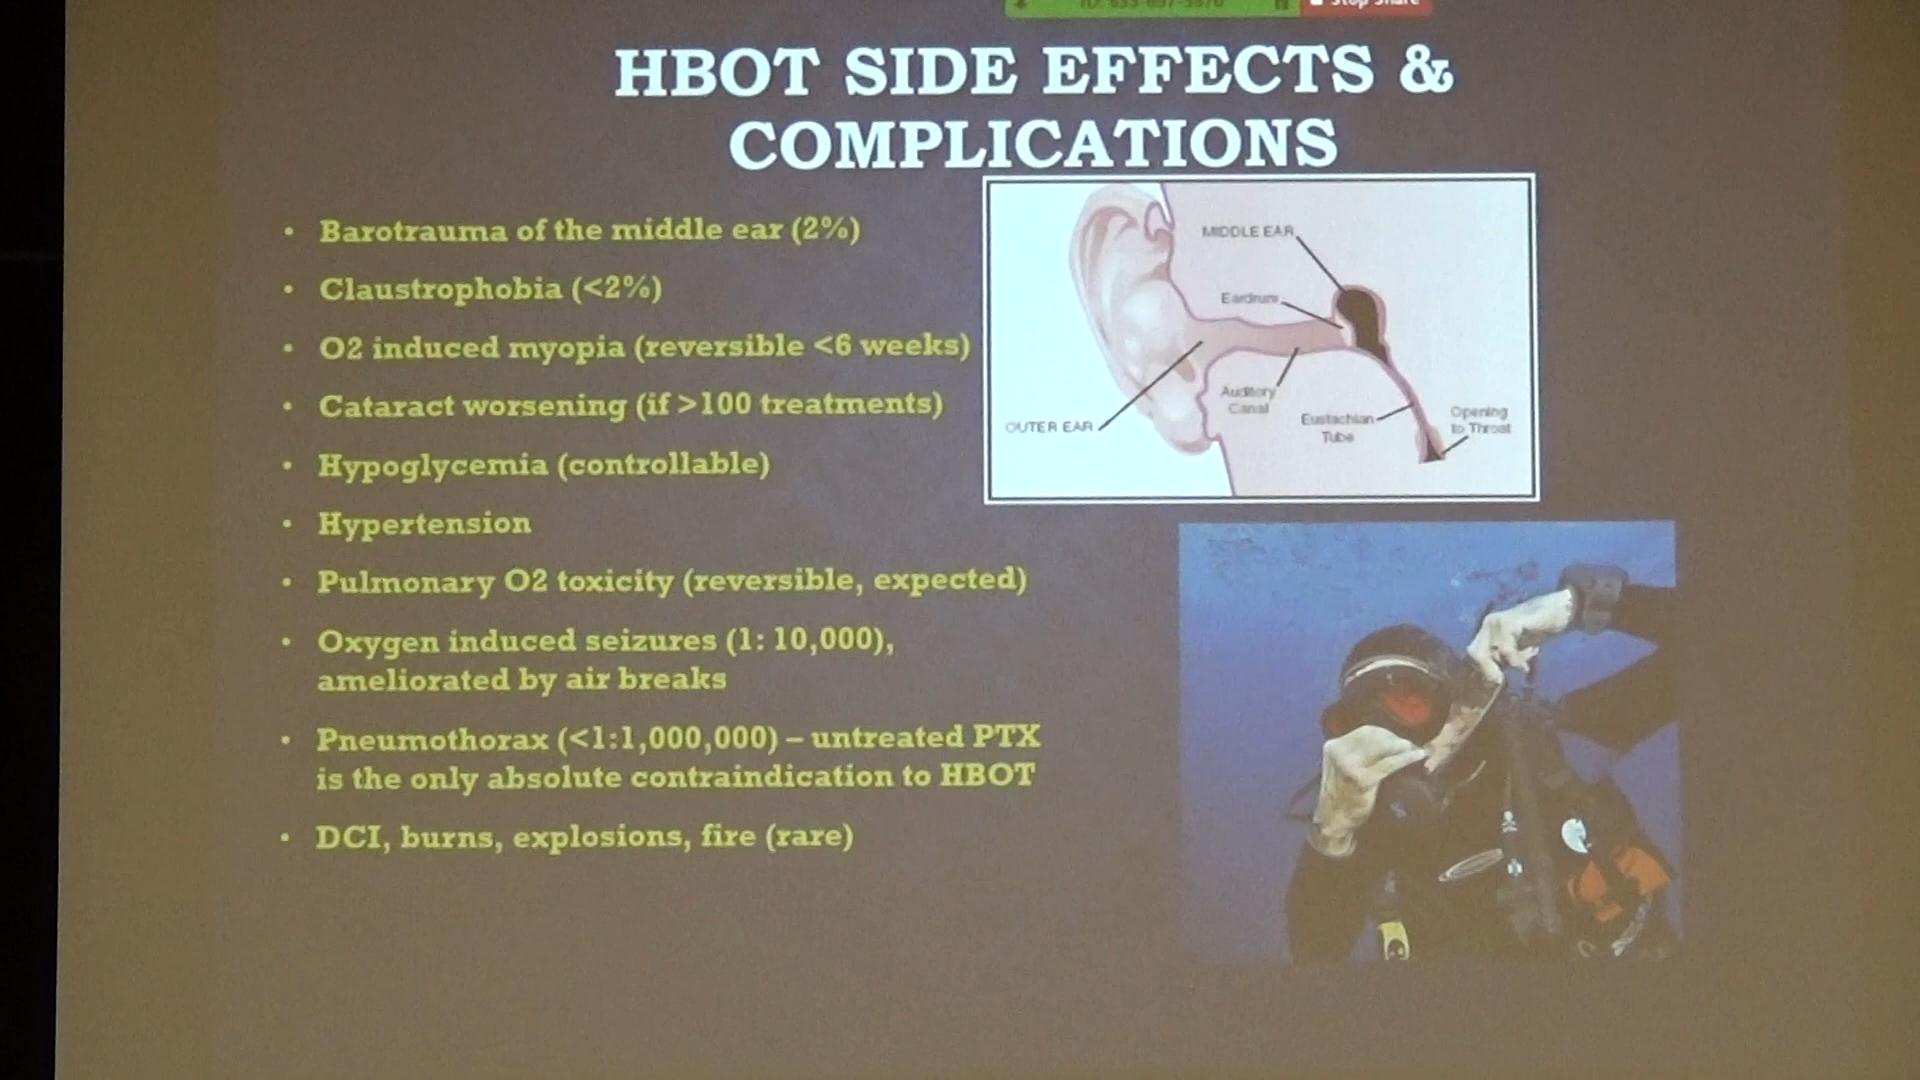 Stop Share
HBOT SIDE EFFECTS &
COMPLICATIONS
• Barotrauma of the middle ear (2%)
• Claustrophobia (<2%)
• O2 induced myopia (reversible <6 weeks)
• Cataract worsening (if >100 treatments)
• Hypoglycemia (controllable)
• Hypertension
• Pulmonary O2 toxicity (reversible, expected)
• Oxygen induced seizures (1: 10,000),
ameliorated by air breaks
• Pneumothorax (<1:1,000,000) – untreated PTX
is the only absolute contraindication to HBOT
• DCI, burns, explosions, fire (rare)
MIDDLE EAR
Eardrum
Auditory
Canal
OUTER EAR
Eustachian
Tube
Opening
to Throat